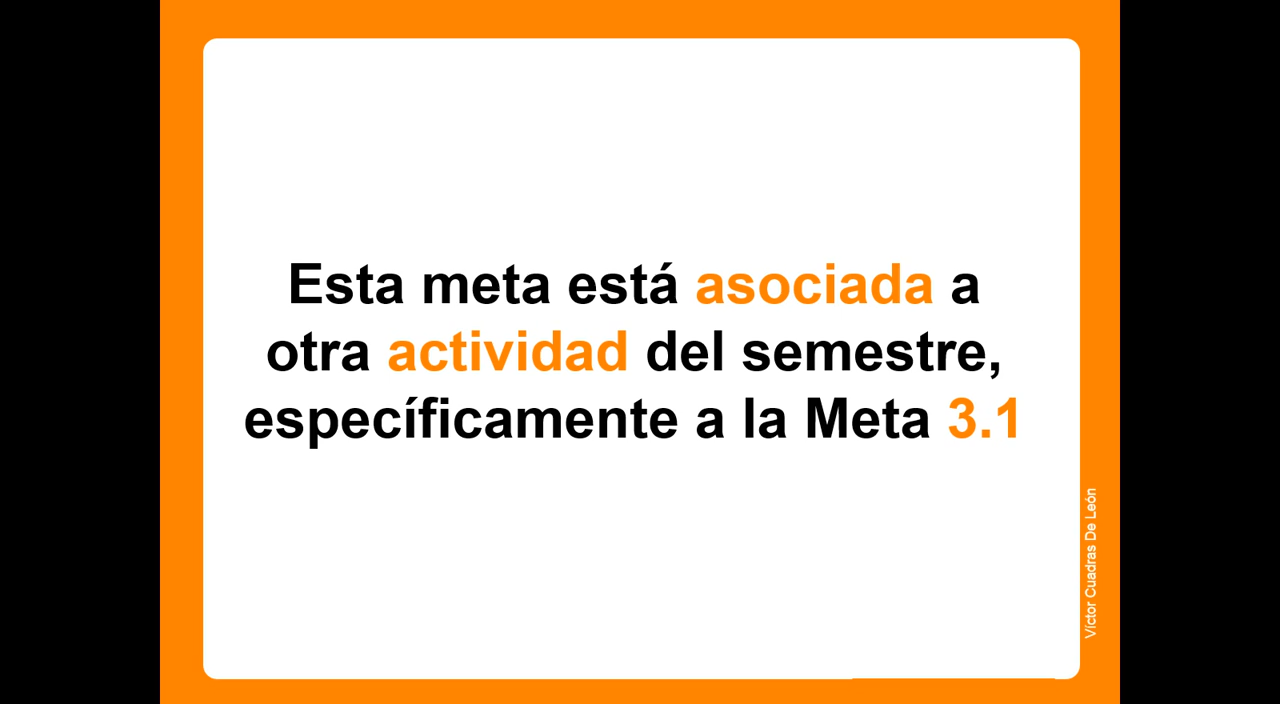 Esta meta está asociada a
otra actividad del semestre,
específicamente a la Meta 3.1
Víctor Cuadras De León